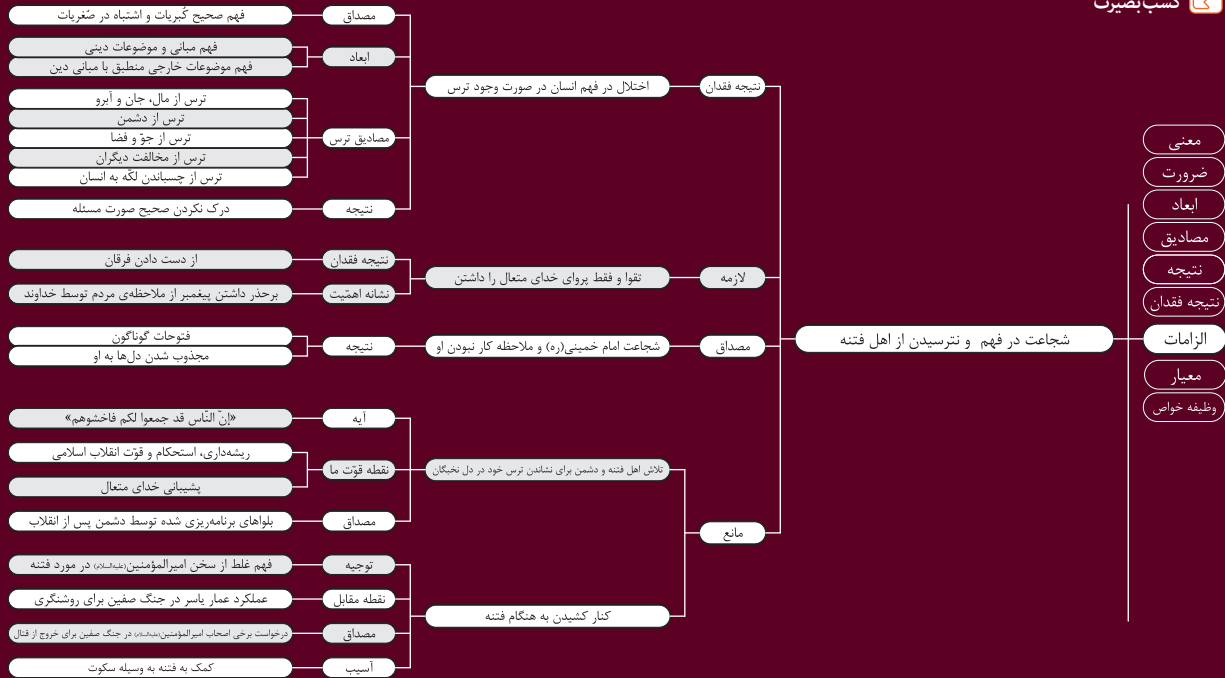 کسب بصیرت
معنی
ضرورت
ابعاد
مصادیق
نتیجه
نتیجه فقدان
الزامات
معیار
وظیفه خواص
شجاعت در فهم و نترسیدن از اهل فتنه
نتیجه فقدان
اختلال در فهم انسان در صورت وجود ترس
مصداق
فهم صحیح کُبریات و اشتباه در صّغریات
ابعاد
فهم مبانی و موضوعات دینی
فهم موضوعات خارجی منطبق با مبانی دین
مصادیق ترس
ترس از مال، جان و آبرو
ترس از دشمن
ترس از جوّ و فضا
ترس از مخالفت دیگران
ترس از چسباندن لکّه به انسان
نتیجه
درک نکردن صحیح صورت مسئله
لازمه
تقوا و فقط پروای خدای متعال را داشتن
نتیجه فقدان
از دست دادن فرقان
نشانه اهمّیت
برحذر داشتن پیغمبر از ملاحظه‌ی مردم توسط خداوند
مصداق
شجاعت امام خمینی(ره) و ملاحظه کار نبودن او
نتیجه
فتوحات گوناگون
مجذوب شدن دل‌ها به او
مانع
تلاش اهل فتنه و دشمن برای نشاندن ترس خود در دل نخبگان
آیه
«إنّ النّاس قد جمعوا لکم فاخشوهم»
نقطه قوّت ما
ریشه‌داری، استحکام و قوّت انقلاب اسلامی
پشیبانی خدای متعال
مصداق
بلواهای برنامه‌ریزی شده توسط دشمن پس از انقلاب
کنار کشیدن به هنگام فتنه
توجیه
فهم غلط از سخن امیرالمؤمنین(علیه‌السلام) در مورد فتنه
نقطه مقابل
عملکرد عمار یاسر در جنگ صفین برای روشنگری
مصداق
درخواست برخی اصحاب امیرالمؤمنین(علیه‌السلام) در جنگ صفین برای خروج از قتال
آسیب
کمک به فتنه به وسیله سکوت